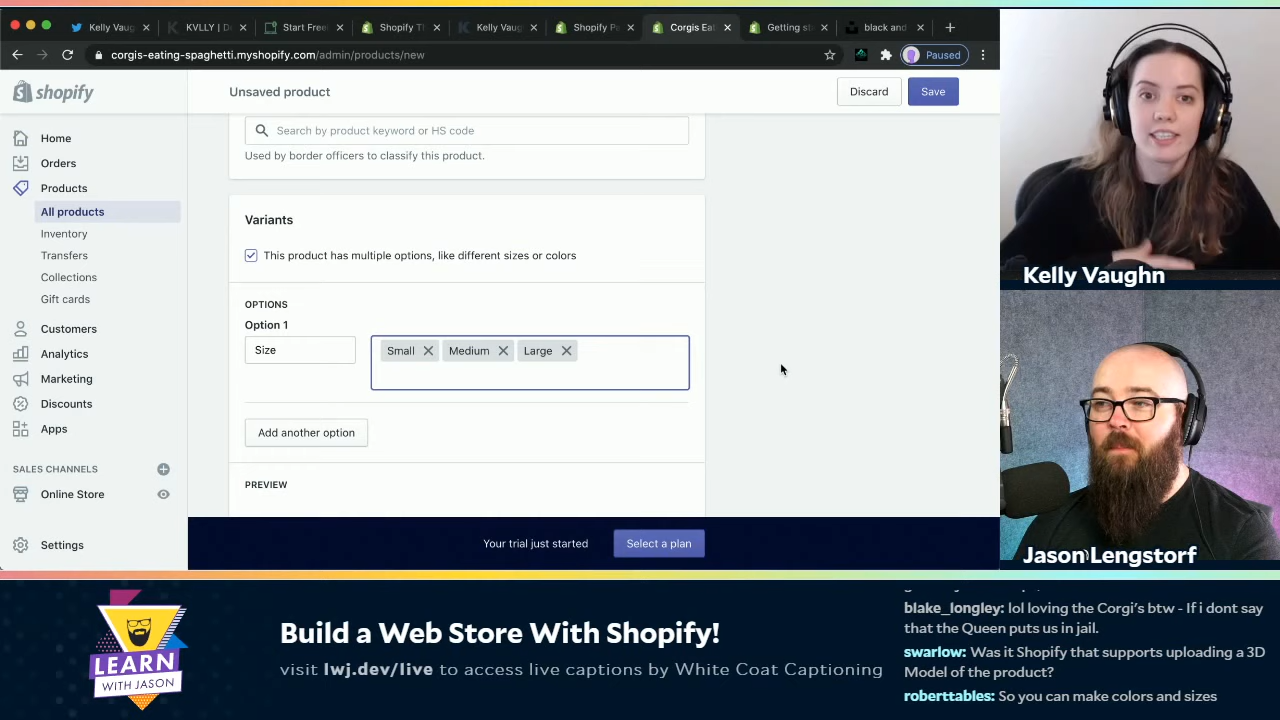 Kelly Vau
KVLLY | D
Start Free
Shopify Th
Kelly Vau
Shopify Pa
Corgis Eat
Getting st
black and
corgis-eating-spaghetti.myshopify.com/admin/products/new
Paused
shopify
Unsaved product
Discard
Save
Home
Orders
Products
All products
Inventory
Transfers
Collections
Gift cards
Customers
Analytics
Marketing
Discounts
Apps
SALES CHANNELS
Online Store
Settings
Search by product keyword or HS code
Used by border officers to classify this product.
Variants
This product has multiple options, like different sizes or colors
OPTIONS
Option 1
Size
Small Medium Large
Add another option
PREVIEW
Your trial just started
Select a plan
Kelly Vaughn
Jason Lengstorf
LEARN
WITH JASON
Build a Web Store With Shopify!
visit lwj.dev/live to access live captions by White Coat Captioning
blake_longley: lol loving the Corgi's btw - If i dont say
that the Queen puts us in jail.
swarlow: Was it Shopify that supports uploading a 3D
Model of the product?
roberttables: So you can make colors and sizes